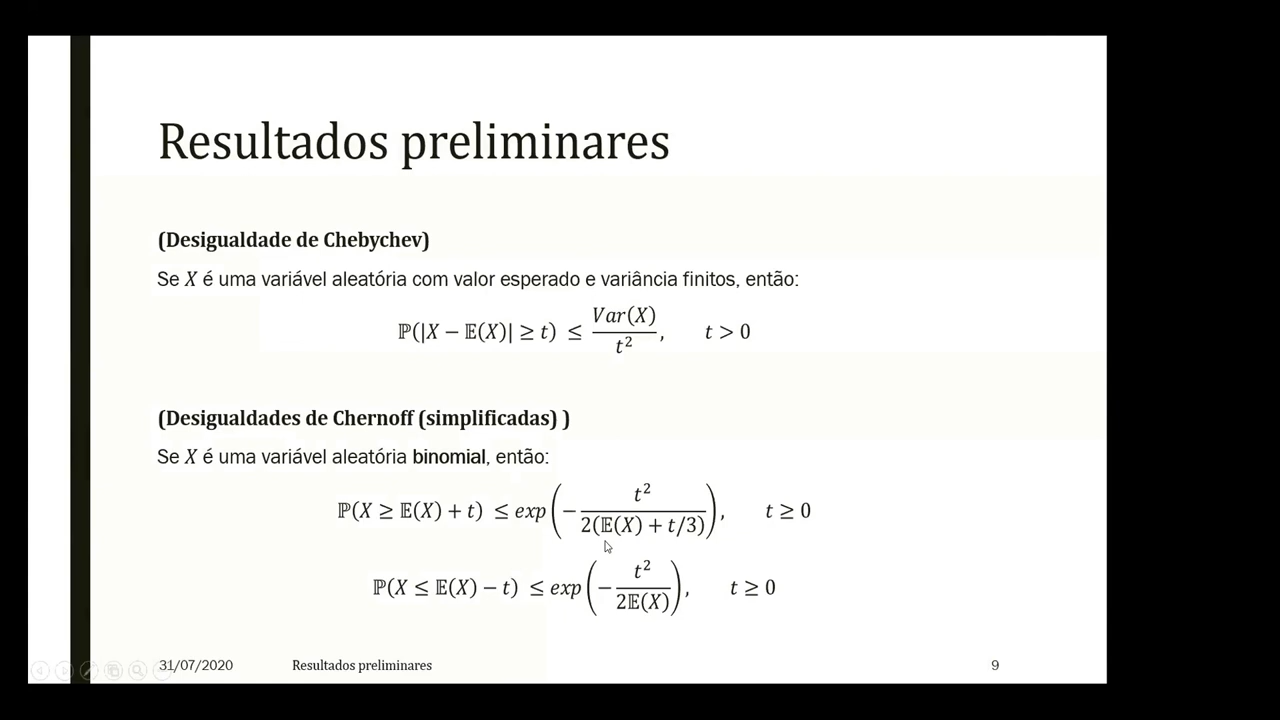 Resultados preliminares
(Desigualdade de Chebychev)
Se X é uma variável aleatória com valor esperado e variância finitos, então:
ℙ(|X − 𝔼(X)| ≥ t) ≤ Var(X)/t², t > 0
(Desigualdades de Chernoff (simplificadas) )
Se X é uma variável aleatória binomial, então:
ℙ(X ≥ 𝔼(X) + t) ≤ exp(−t²/(2(𝔼(X) + t/3))), t ≥ 0
ℙ(X ≤ 𝔼(X) − t) ≤ exp(−t²/(2𝔼(X))), t ≥ 0
31/07/2020 Resultados preliminares 9